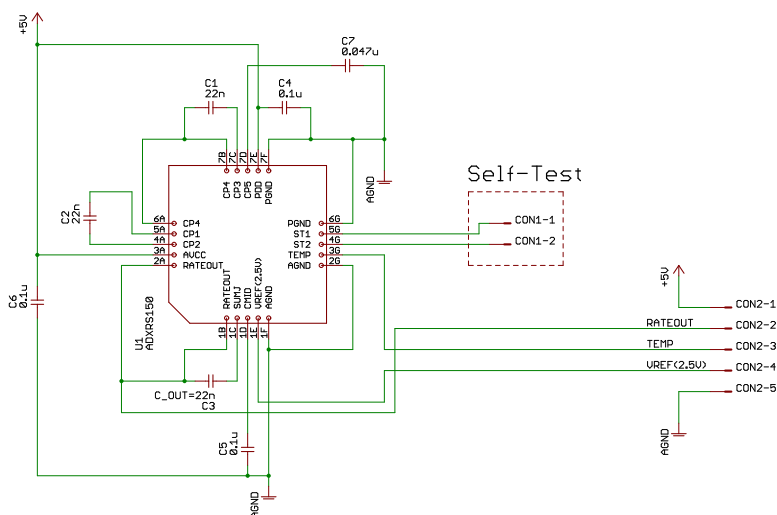 +5V
C7
0.047u
C1
22n
C4
0.1u
7B
7C
7D
7E
7F
CP4
CP3
CP5
PDD
PGND
AGND
Self-Test
C2
22n
6A
CP4
5A
CP1
4A
CP2
3A
AVCC
2A
RATEOUT
PGND
6G
ST1
5G
ST2
4G
TEMP
3G
AGND
2G
CON1-1
CON1-2
RATEOUT
SUMJ
CMID
VREF(2.5V)
AGND
1B
1C
1D
1E
1F
U1
ADXRS150
C6
0.1u
+5V
CON2-1
RATEOUT
CON2-2
TEMP
CON2-3
VREF(2.5V)
CON2-4
CON2-5
AGND
C_OUT=22n
C3
C5
0.1u
AGND